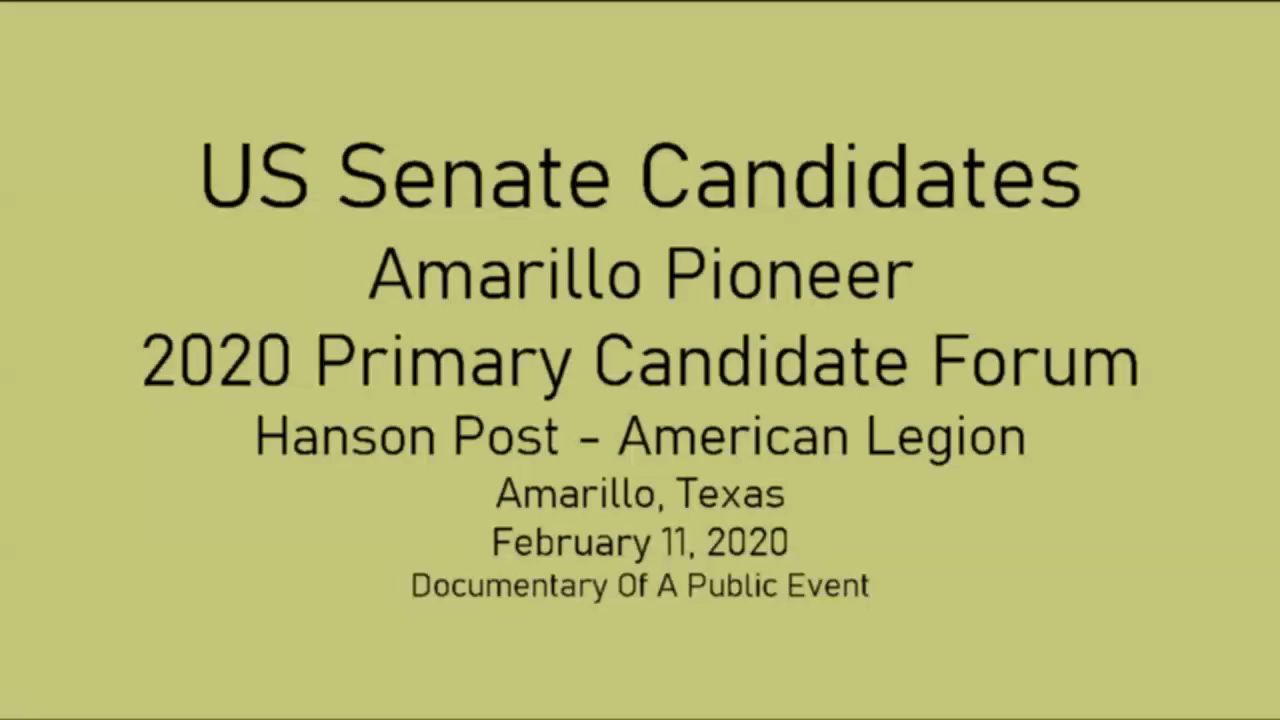 US Senate Candidates
Amarillo Pioneer
2020 Primary Candidate Forum
Hanson Post - American Legion
Amarillo, Texas
February 11, 2020
Documentary Of A Public Event